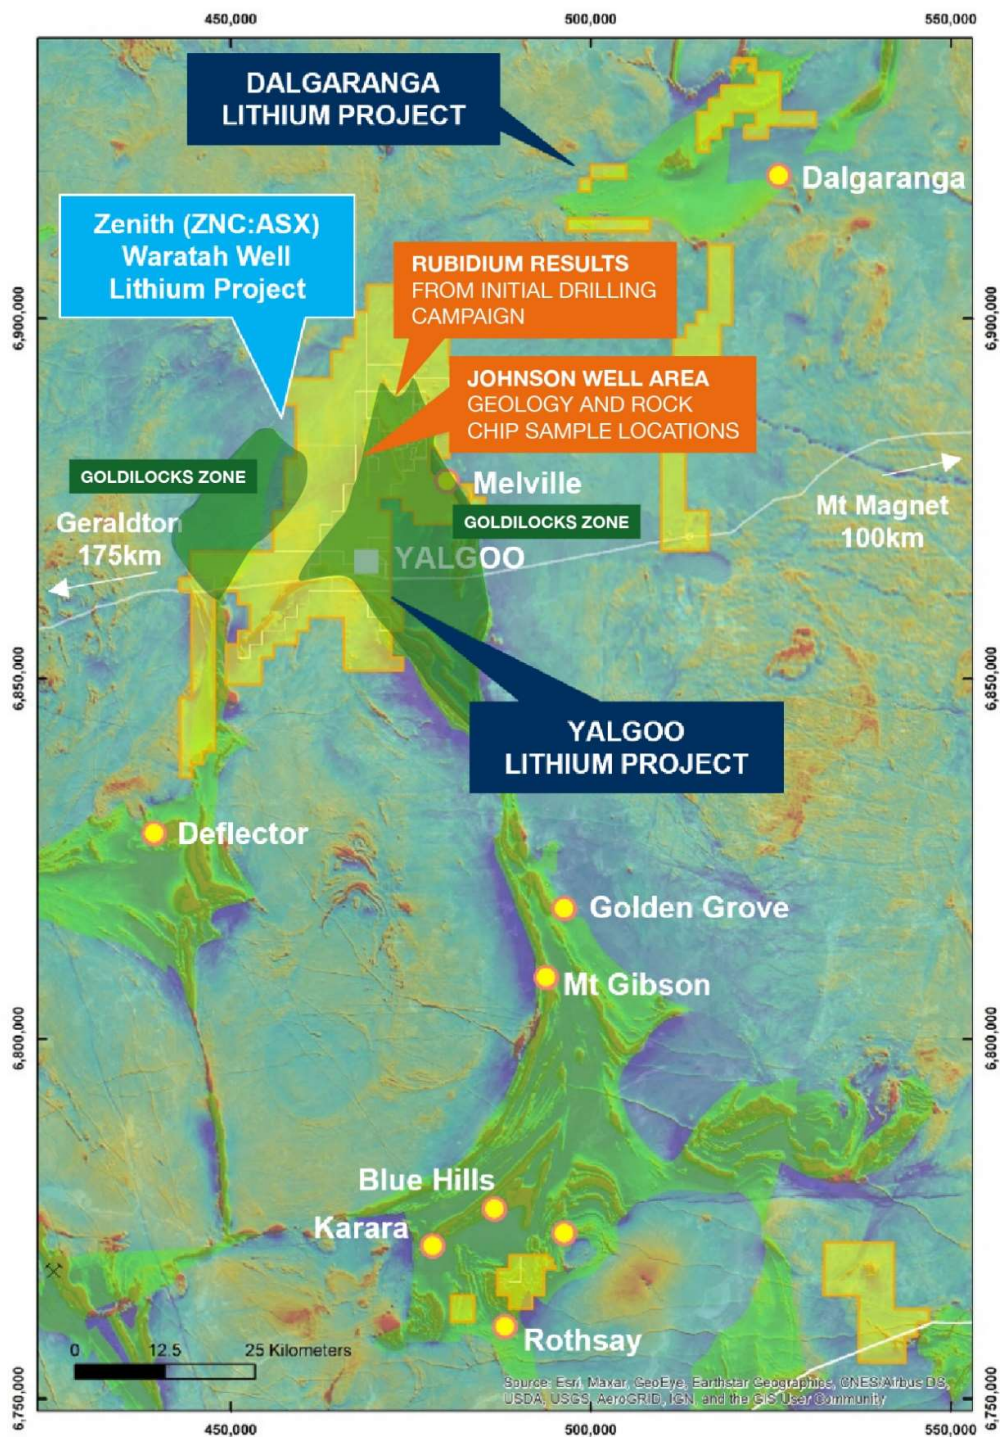 450,000
500,000
550,000
DALGARANGA
LITHIUM PROJECT
Dalgaranga
Zenith (ZNC:ASX)
Waratah Well
Lithium Project
RUBIDIUM RESULTS
FROM INITIAL DRILLING
CAMPAIGN
6,900,000
6,900,000
JOHNSON WELL AREA
GEOLOGY AND ROCK
CHIP SAMPLE LOCATIONS
GOLDILOCKS ZONE
Melville
GOLDILOCKS ZONE
Geraldton
175km
Mt Magnet
100km
YALGOO
6,850,000
6,850,000
YALGOO
LITHIUM PROJECT
Deflector
Golden Grove
Mt Gibson
6,800,000
6,800,000
Blue Hills
Karara
Rothsay
0 12.5 25 Kilometers
Source: Esri, Maxar, GeoEye, Earthstar Geographics, CNES/Airbus DS,
USDA, USGS, AeroGRID, IGN, and the GIS User Community
6,750,000
6,750,000
450,000
500,000
550,000